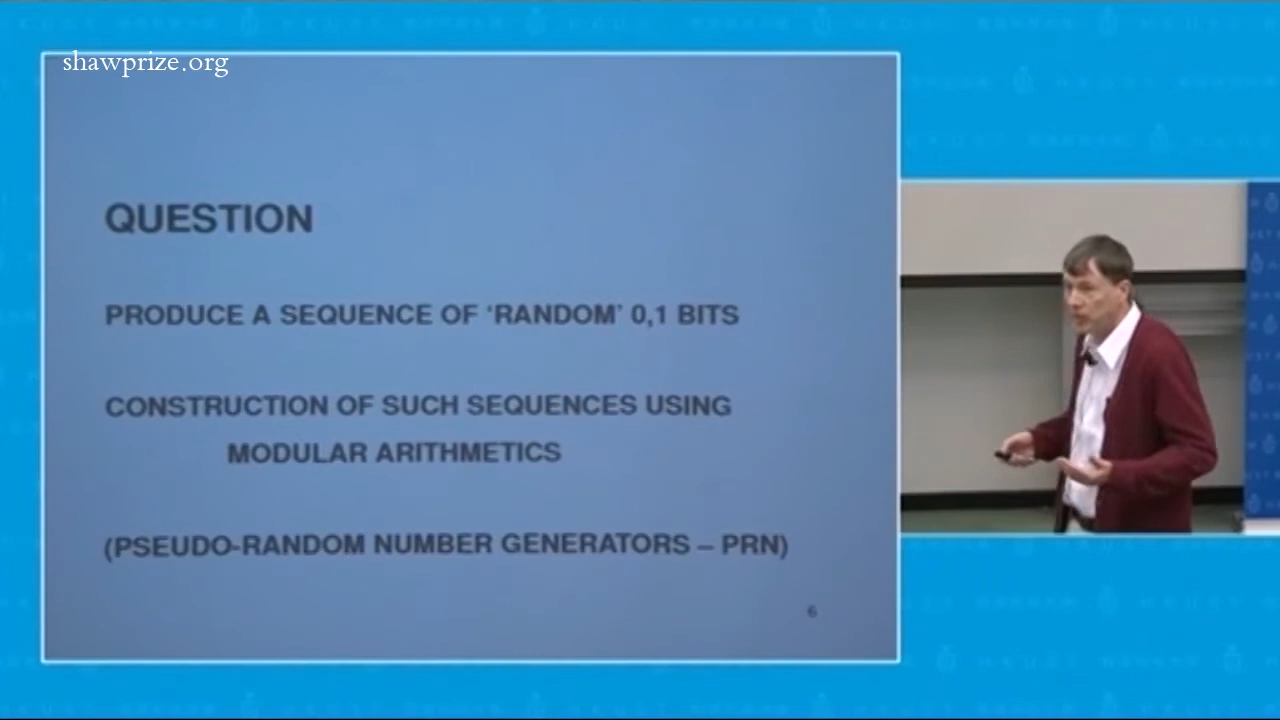 shawprize.org
QUESTION
PRODUCE A SEQUENCE OF ‘RANDOM’ 0,1 BITS
CONSTRUCTION OF SUCH SEQUENCES USING
MODULAR ARITHMETICS
(PSEUDO-RANDOM NUMBER GENERATORS – PRN)
6